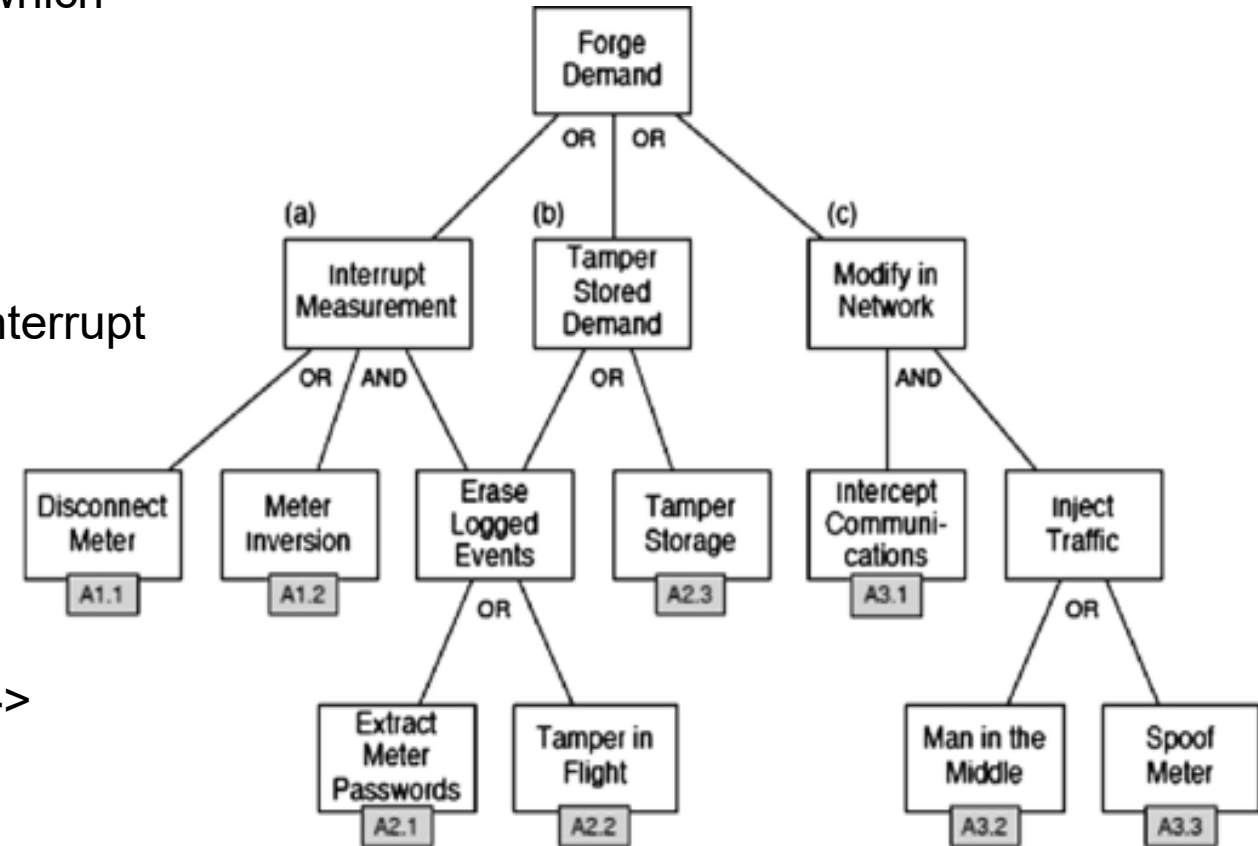 which
Forge
Demand
OR OR
(a) (b) (c)
Interrupt
Measurement
Tamper
Stored
Demand
Modify in
Network
nterrupt
OR AND OR AND
Disconnect
Meter
A1.1
Meter
Inversion
A1.2
Erase
Logged
Events
Tamper
Storage
A2.3
Intercept
Communi-
cations
A3.1
Inject
Traffic
OR OR
->
Extract
Meter
Passwords
A2.1
Tamper in
Flight
A2.2
Man in the
Middle
A3.2
Spoof
Meter
A3.3